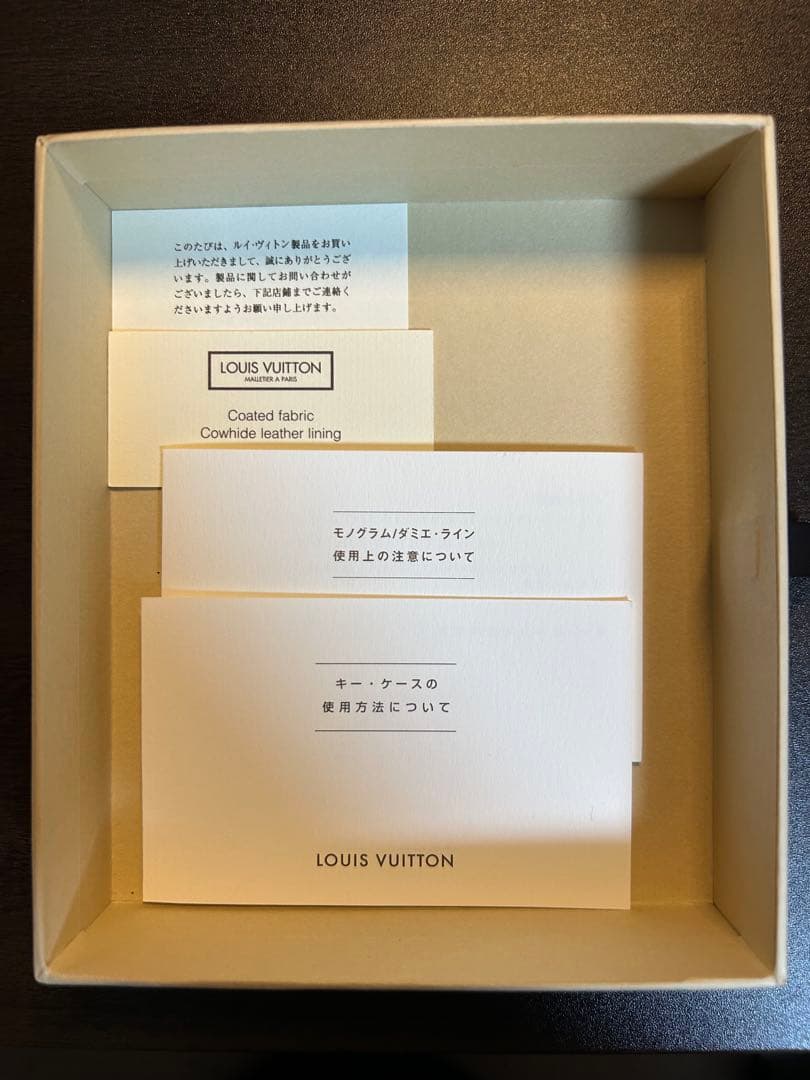 このたびは、ルイ・ヴィトン製品をお買い
上げいただきまして、誠にありがとうござ
います。製品に関してお問い合わせが
ございましたら、下記店舗までご連絡く
ださいますようお願い申し上げます。
LOUIS VUITTON
MALLETIER A PARIS
Coated fabric
Cowhide leather lining
モノグラム/ダミエ・ライン
使用上の注意について
キー・ケースの
使用方法について
LOUIS VUITTON